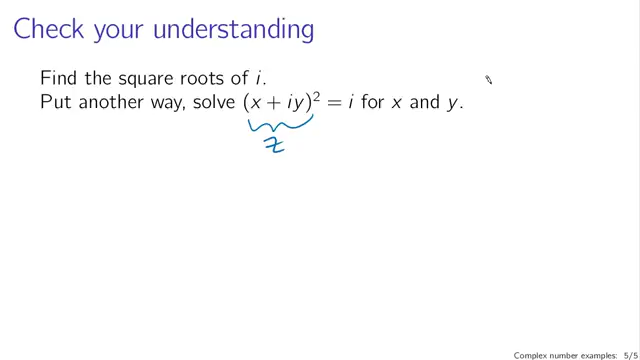 Check your understanding
Find the square roots of i.
Put another way, solve (x + iy)² = i for x and y.
z
Complex number examples: 5/5